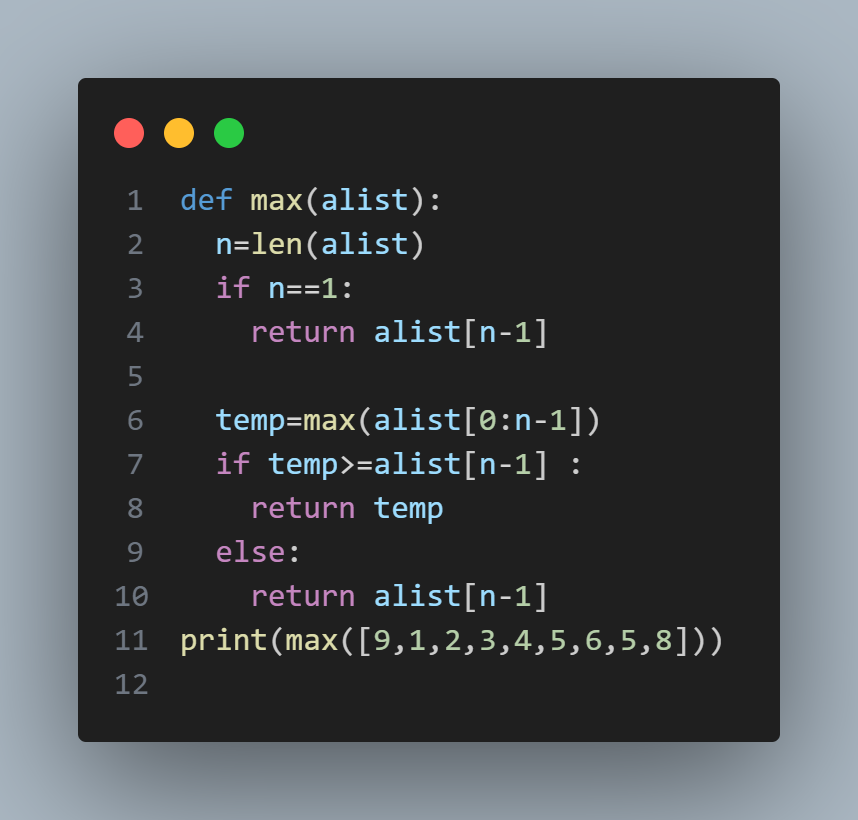 1 def max(alist):
2   n=len(alist)
3   if n==1:
4     return alist[n-1]
5
6   temp=max(alist[0:n-1])
7   if temp>=alist[n-1] :
8     return temp
9   else:
10     return alist[n-1]
11 print(max([9,1,2,3,4,5,6,5,8]))
12